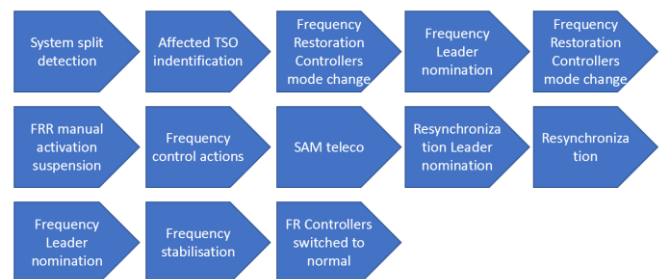 System split
detection
Affected TSO
indentification
Frequency
Restoration
Controllers
mode change
Frequency
Leader
nomination
Frequency
Restoration
Controllers
mode change
FRR manual
activation
suspension
Frequency
control actions
SAM teleco
Resynchroniza
tion Leader
nomination
Resynchroniza
tion
Frequency
Leader
nomination
Frequency
stabilisation
FR Controllers
switched to
normal